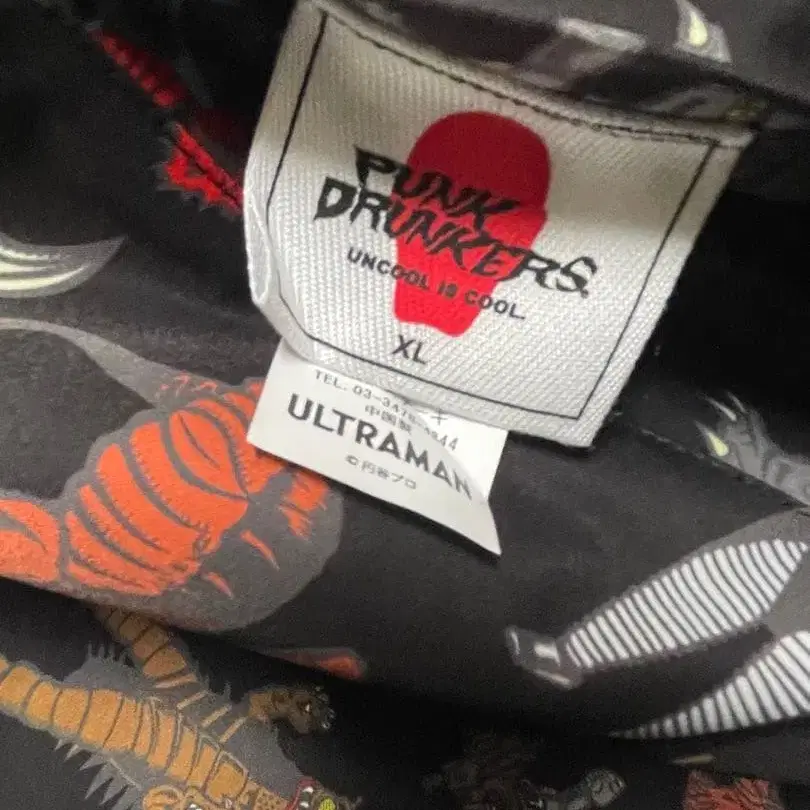 PUNK
DRUNKERS.
UNCOOL IS COOL.
XL
TEL. 03-
中国製
ULTRAMAN
©円谷プロ